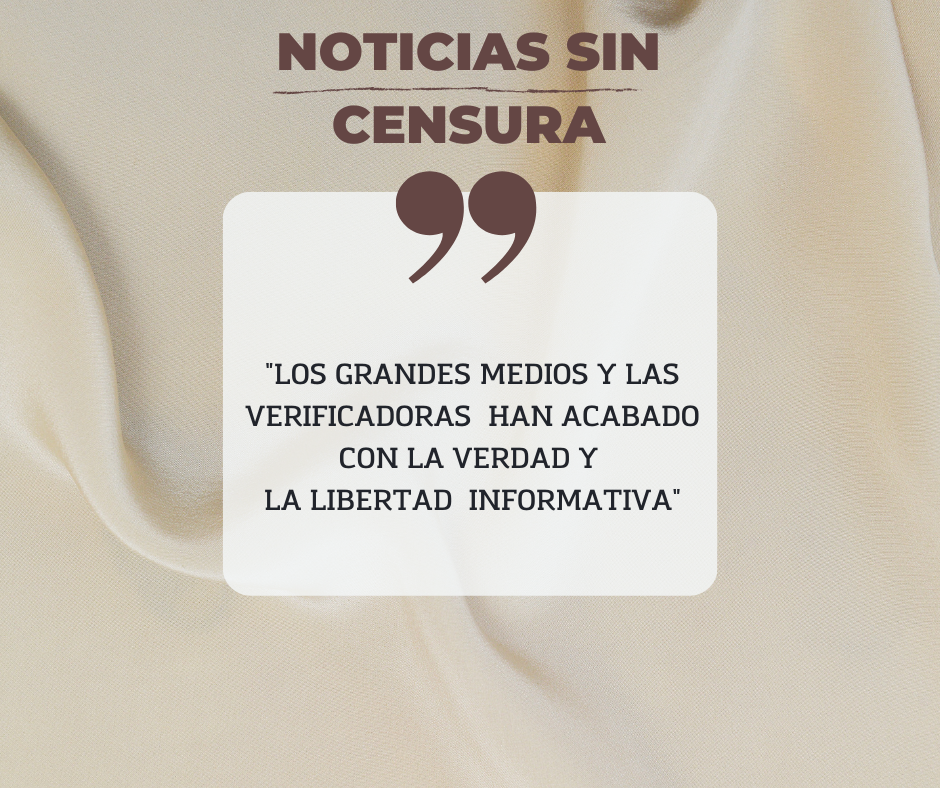 NOTICIAS SIN
CENSURA
"LOS GRANDES MEDIOS Y LAS
VERIFICADORAS  HAN ACABADO
CON LA VERDAD Y
LA LIBERTAD  INFORMATIVA"